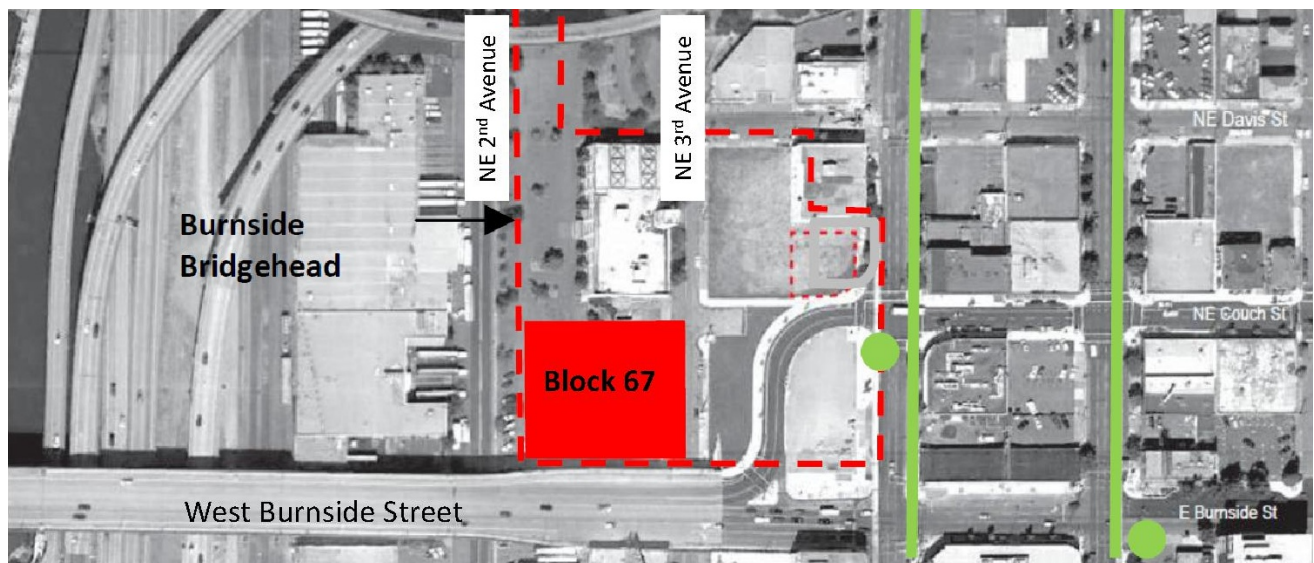 NE 2nd Avenue
NE 3rd Avenue
NE Davis St
Burnside
Bridgehead
NE Couch St
Block 67
West Burnside Street
E Burnside St